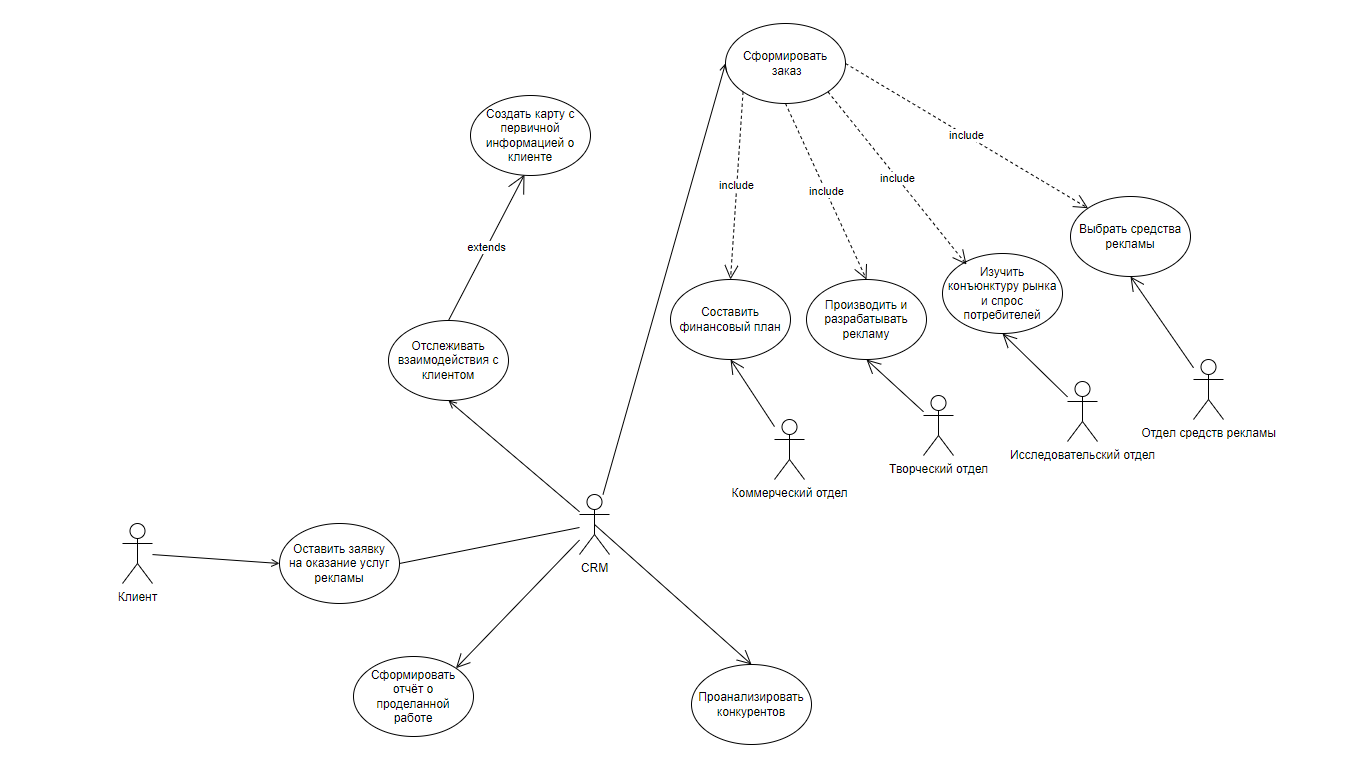 Сформировать
заказ
Создать карту с
первичной
информацией о
клиенте
include
include
include
include
Выбрать средства
рекламы
extends
Изучить
конъюнктуру рынка
и спрос
потребителей
Составить
финансовый план
Производить и
разрабатывать
рекламу
Отслеживать
взаимодействия с
клиентом
Отдел средств рекламы
Исследовательский отдел
Творческий отдел
Коммерческий отдел
Оставить заявку
на оказание услуг
рекламы
CRM
Клиент
Сформировать
отчёт о
проделанной
работе
Проанализировать
конкурентов